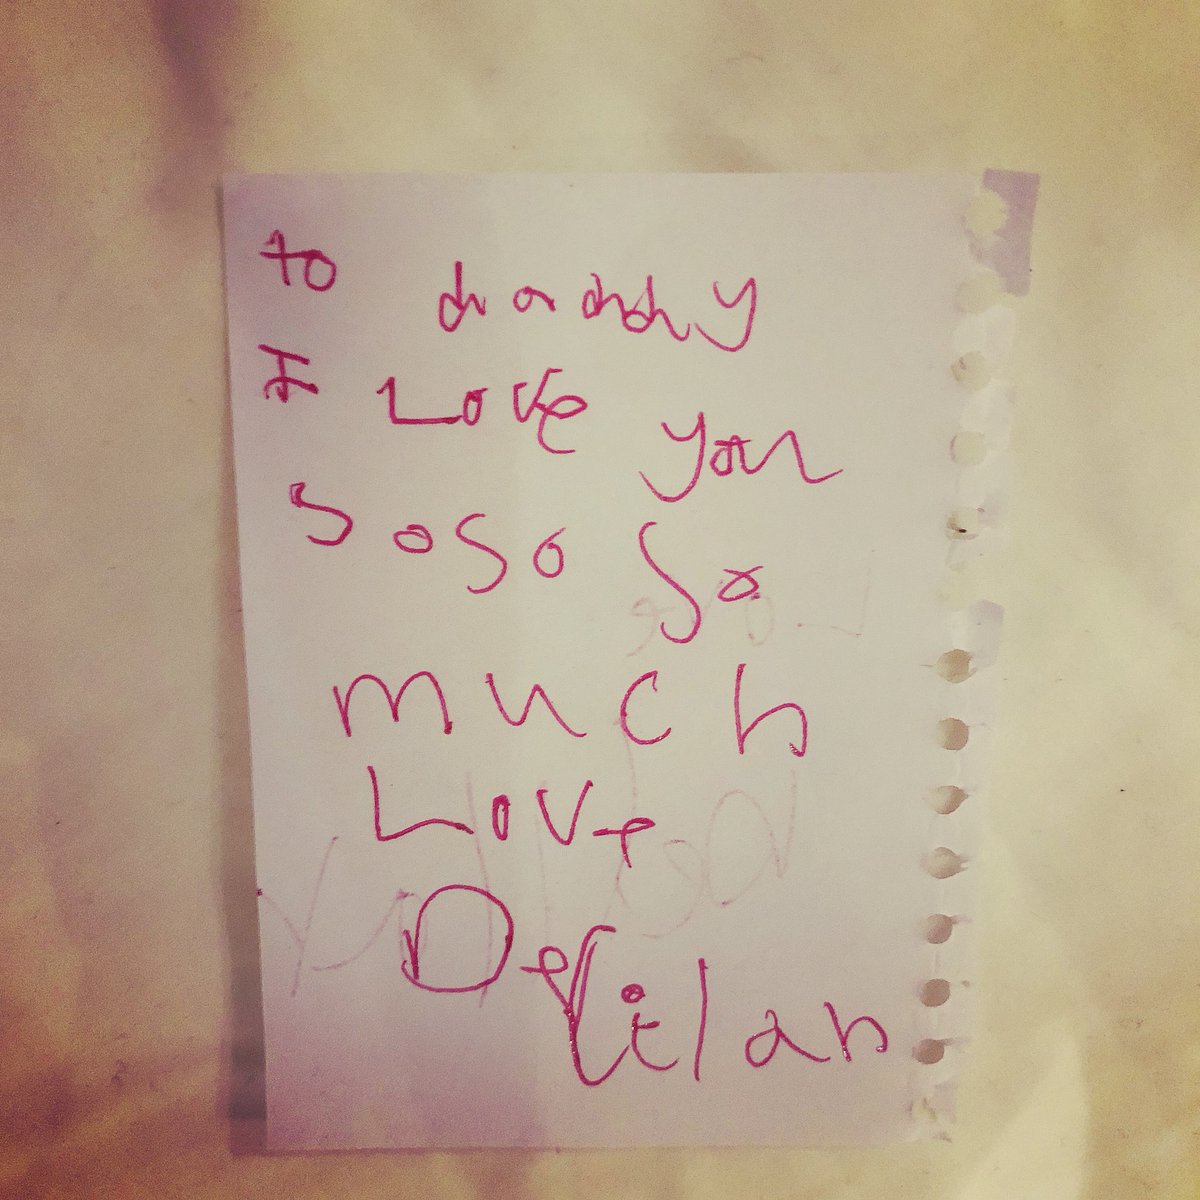 to daddy
I Love you
so so so
much
Love
Delilah